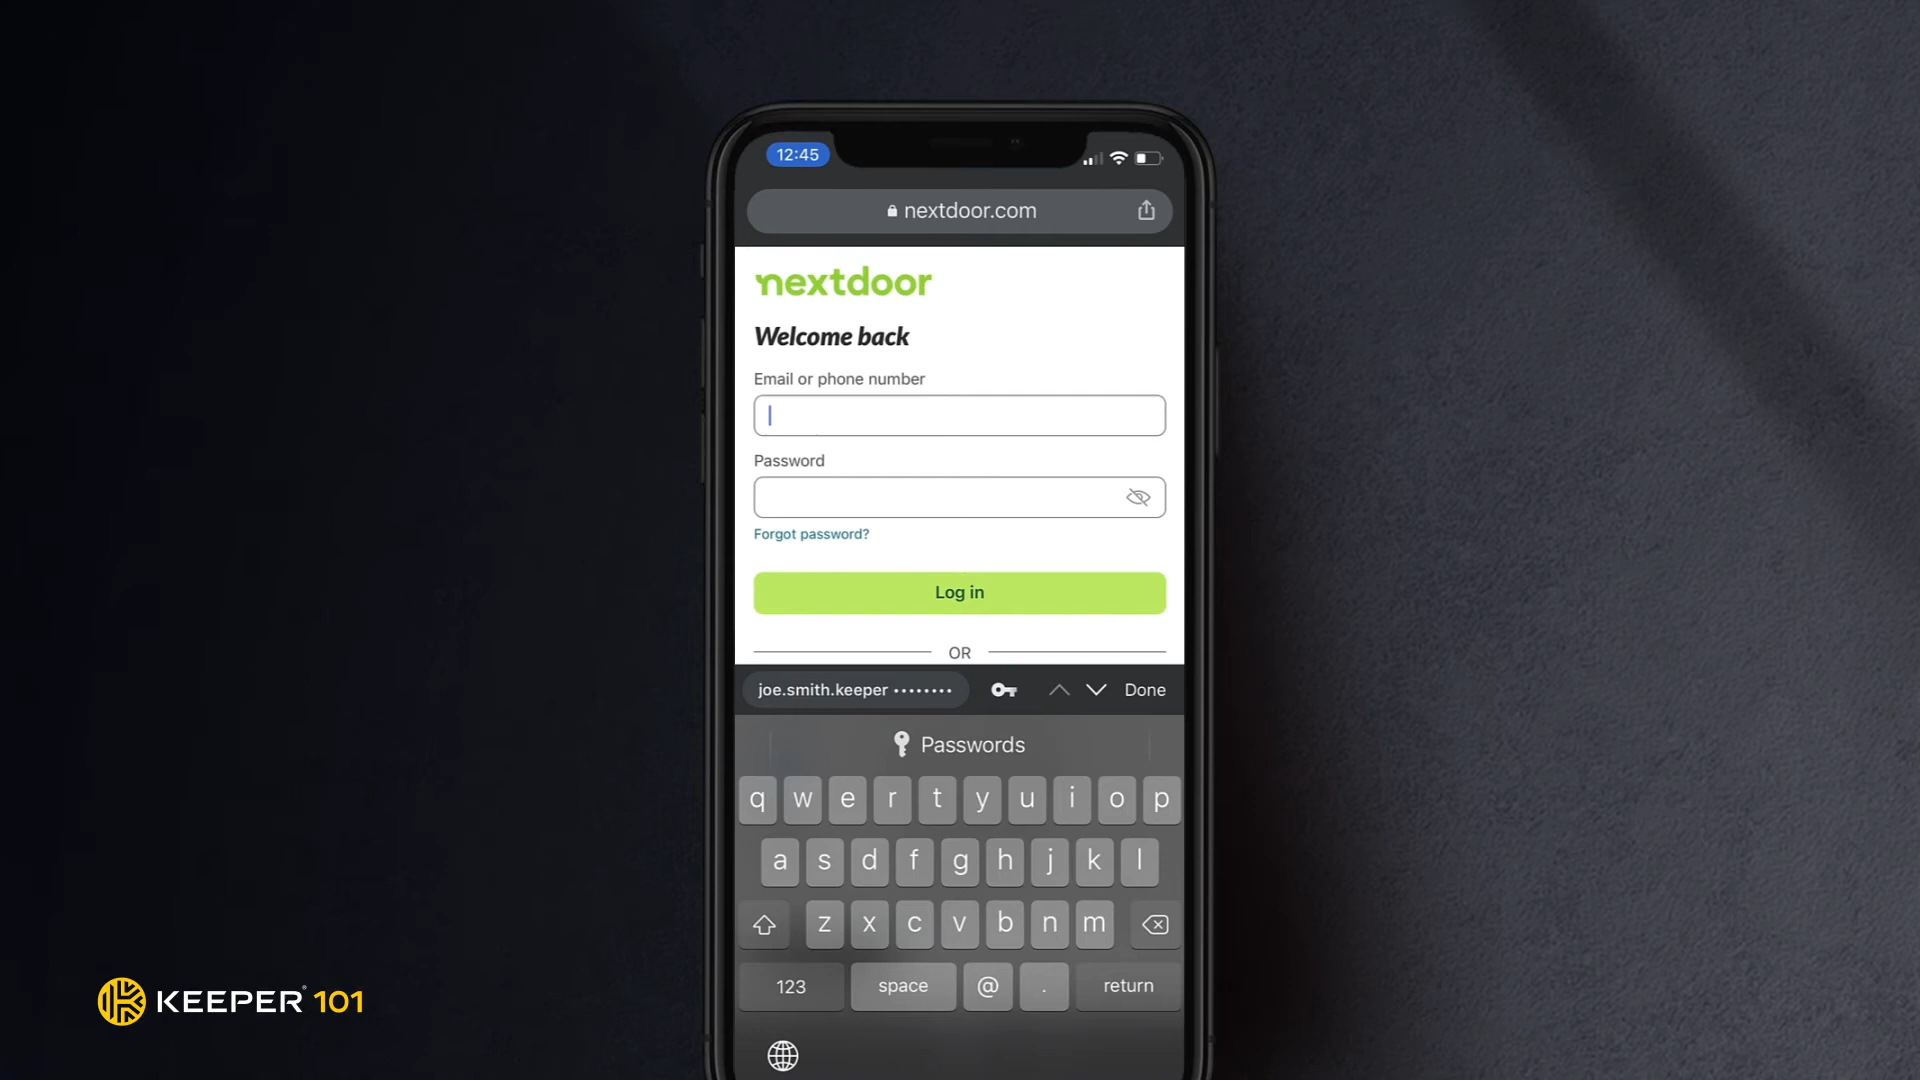 12:45
nextdoor.com
nextdoor
Welcome back
Email or phone number
Password
Forgot password?
Log in
OR
joe.smith.keeper ••••••••
Done
Passwords
q w e r t y u i o p
a s d f g h j k l
z x c v b n m
123 space @ . return
KEEPER® 101